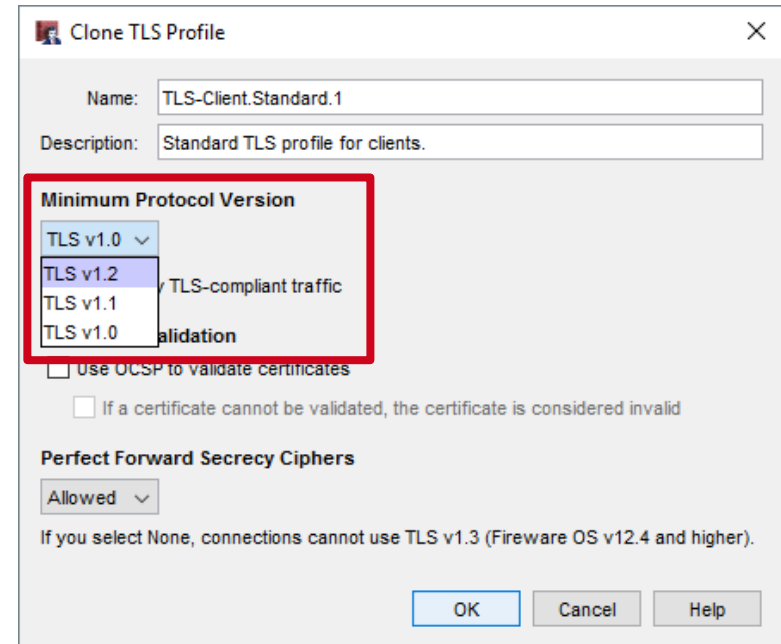 Clone TLS Profile
Name: TLS-Client.Standard.1
Description: Standard TLS profile for clients.
Minimum Protocol Version
TLS v1.0
TLS v1.2
TLS-compliant traffic
TLS v1.1
TLS v1.0
Use OCSP to validate certificates
If a certificate cannot be validated, the certificate is considered invalid
Perfect Forward Secrecy Ciphers
Allowed
If you select None, connections cannot use TLS v1.3 (Fireware OS v12.4 and higher).
OK Cancel Help